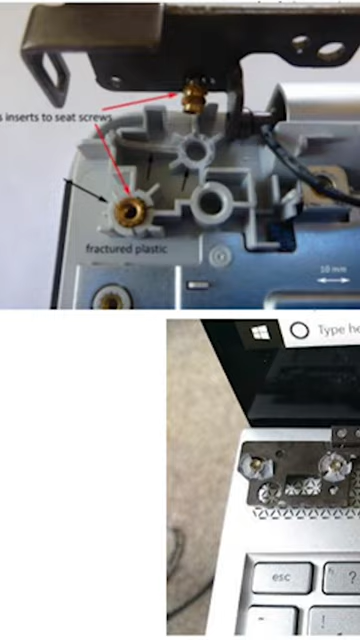 s inserts to seat screws
fractured plastic
10 mm
Type he
esc
?
!